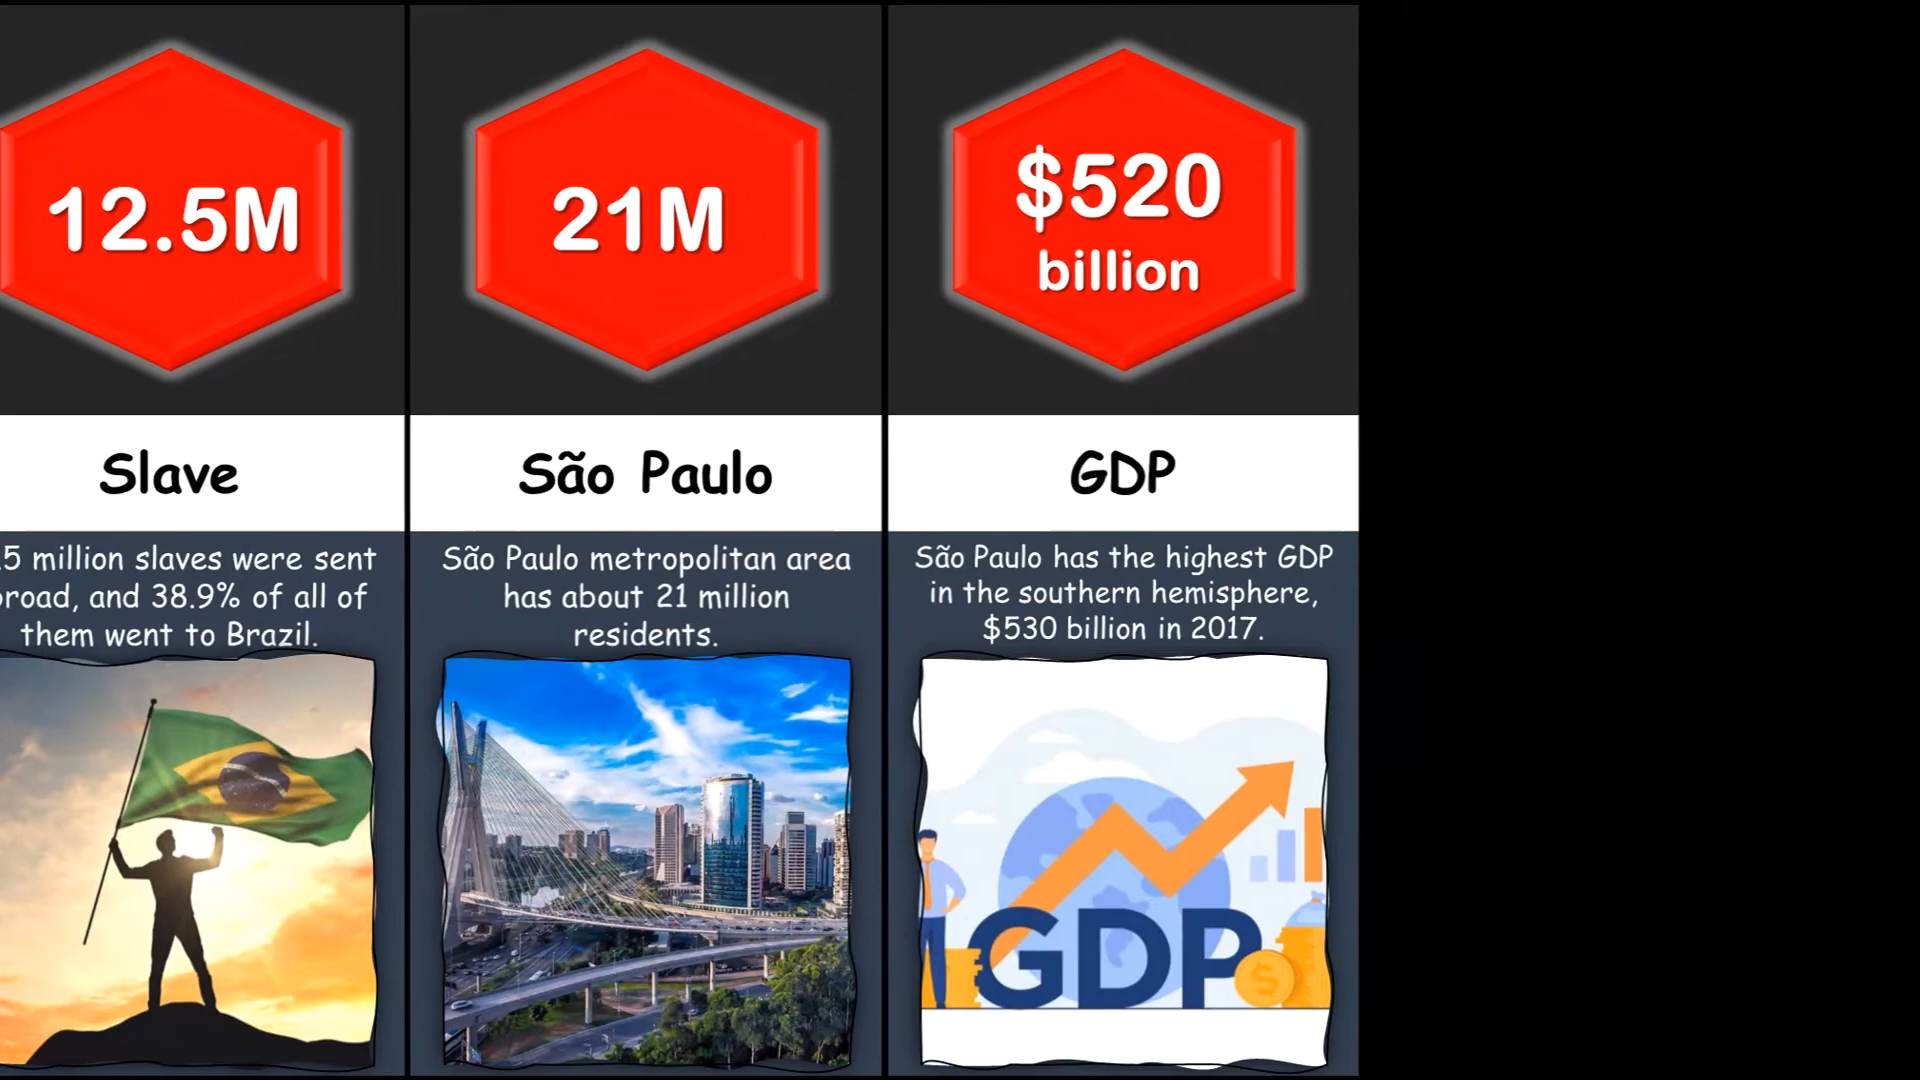 12.5M
Slave
5 million slaves were sent
road, and 38.9% of all of
them went to Brazil.
21M
São Paulo
São Paulo metropolitan area
has about 21 million
residents.
$520
billion
GDP
São Paulo has the highest GDP
in the southern hemisphere,
$530 billion in 2017.
GDP
$